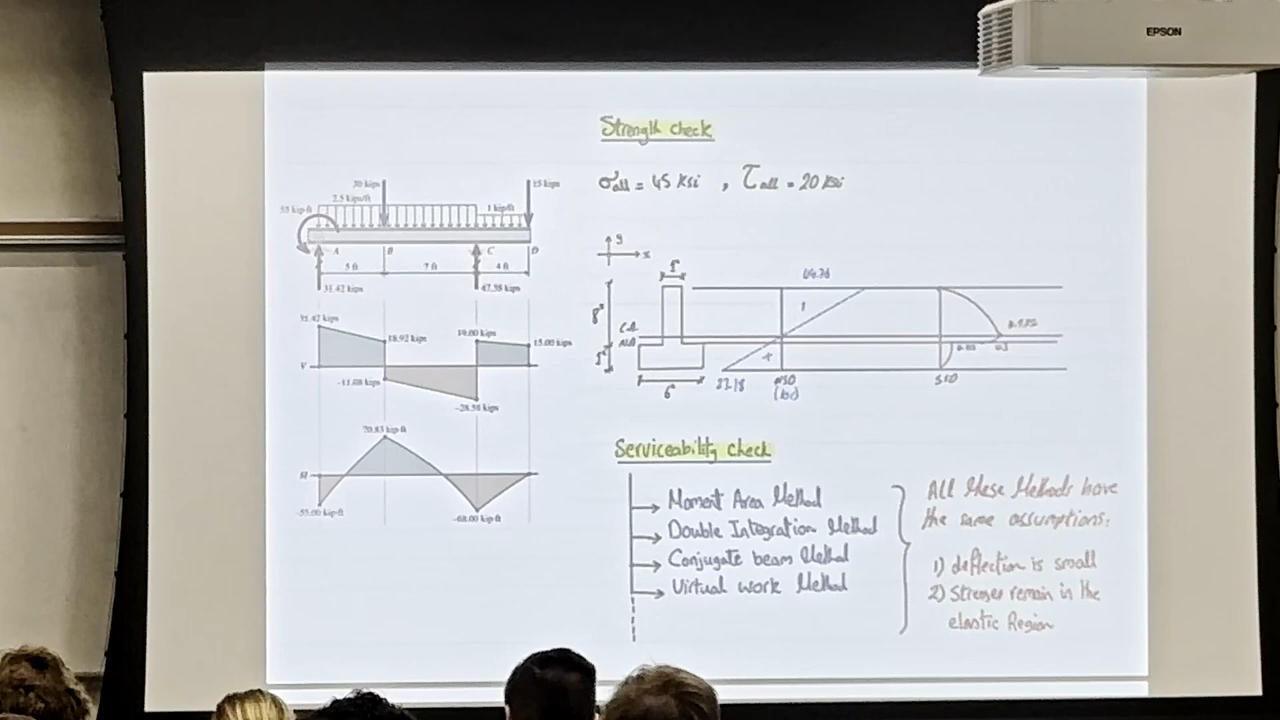 EPSON
Strength check
σall = 45 ksi , τall = 20 ksi
30 kips
15 kips
2.5 kips/ft
1 kip/ft
55 kip·ft
A B C D
5 ft 7 ft 4 ft
31.42 kips
47.58 kips
31.42 kips
18.92 kips
19.00 kips
15.00 kips
V
-11.08 kips
-28.58 kips
70.83 kip·ft
M
-55.00 kip·ft
-68.00 kip·ft
y
x
1"
8"
6"
Serviceability check
Moment Area Method
Double Integration Method
Conjugate beam Method
Virtual work Method
All these Methods have
the same assumptions:
1) deflection is small
2) Stresses remain in the
elastic Region